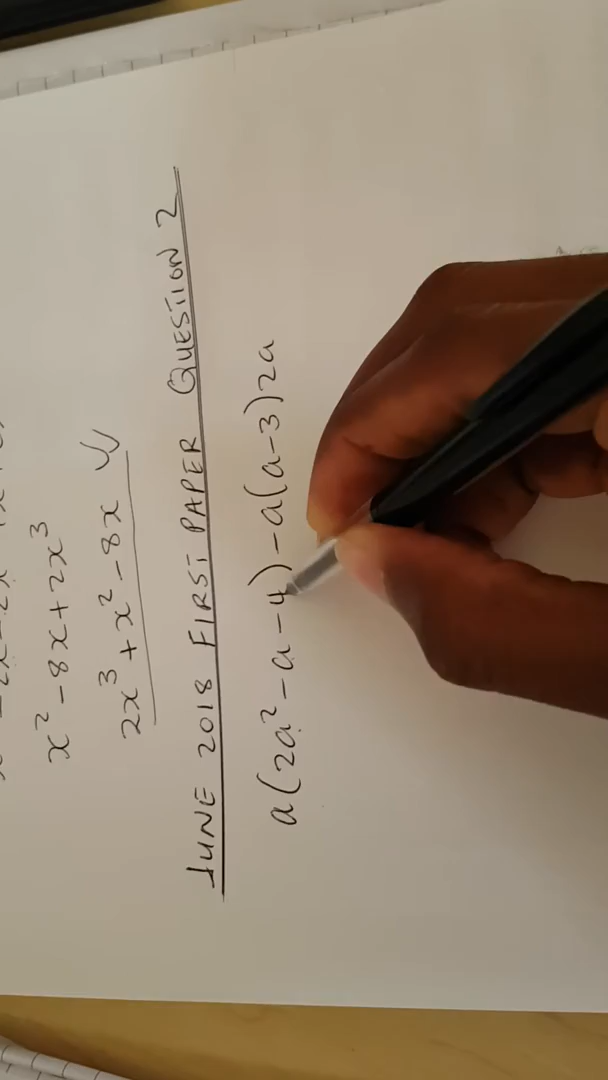 x² - 8x + 2x³
2x³ + x² - 8x
JUNE 2018 FIRST PAPER QUESTION 2
a(2a² - a - 4) - a(a - 3)2a